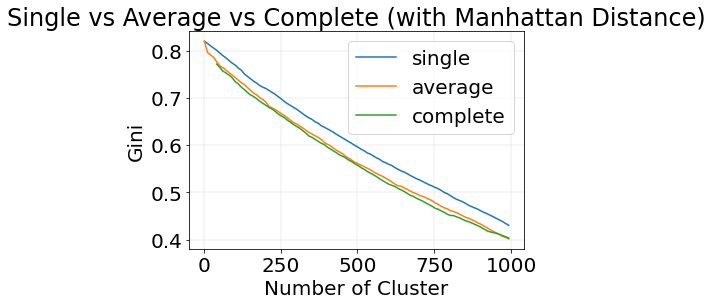 Single vs Average vs Complete (with Manhattan Distance)
0.8
0.7
0.6
0.5
0.4
Gini
single
average
complete
0 250 500 750 1000
Number of Cluster